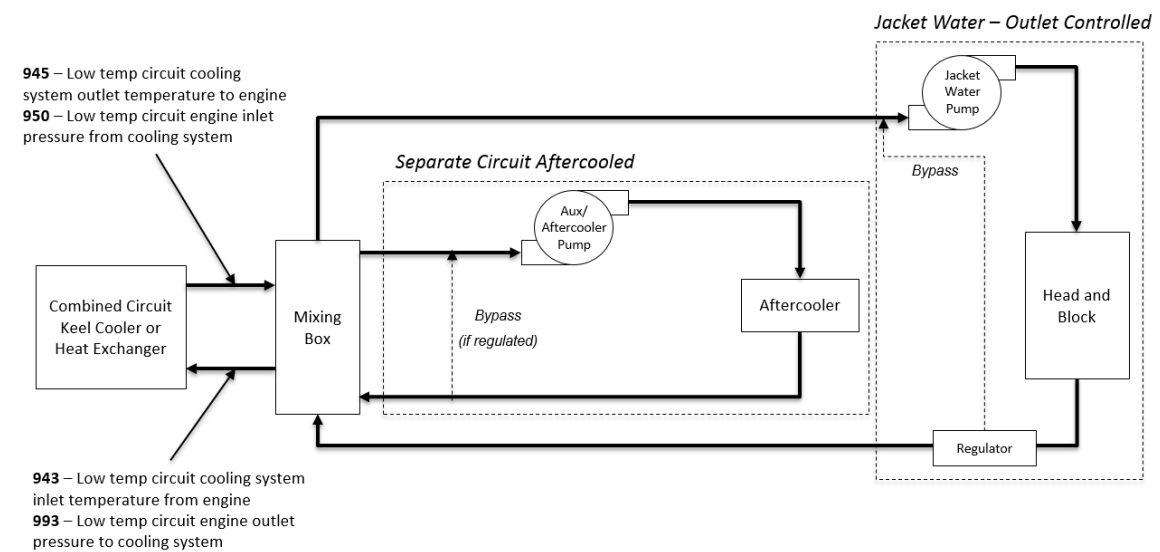 Jacket Water – Outlet Controlled
945 – Low temp circuit cooling
system outlet temperature to engine
950 – Low temp circuit engine inlet
pressure from cooling system
Jacket
Water
Pump
Separate Circuit Aftercooled
Bypass
Aux/
Aftercooler
Pump
Combined Circuit
Keel Cooler or
Heat Exchanger
Mixing
Box
Bypass
(if regulated)
Aftercooler
Head and
Block
Regulator
943 – Low temp circuit cooling system
inlet temperature from engine
993 – Low temp circuit engine outlet
pressure to cooling system